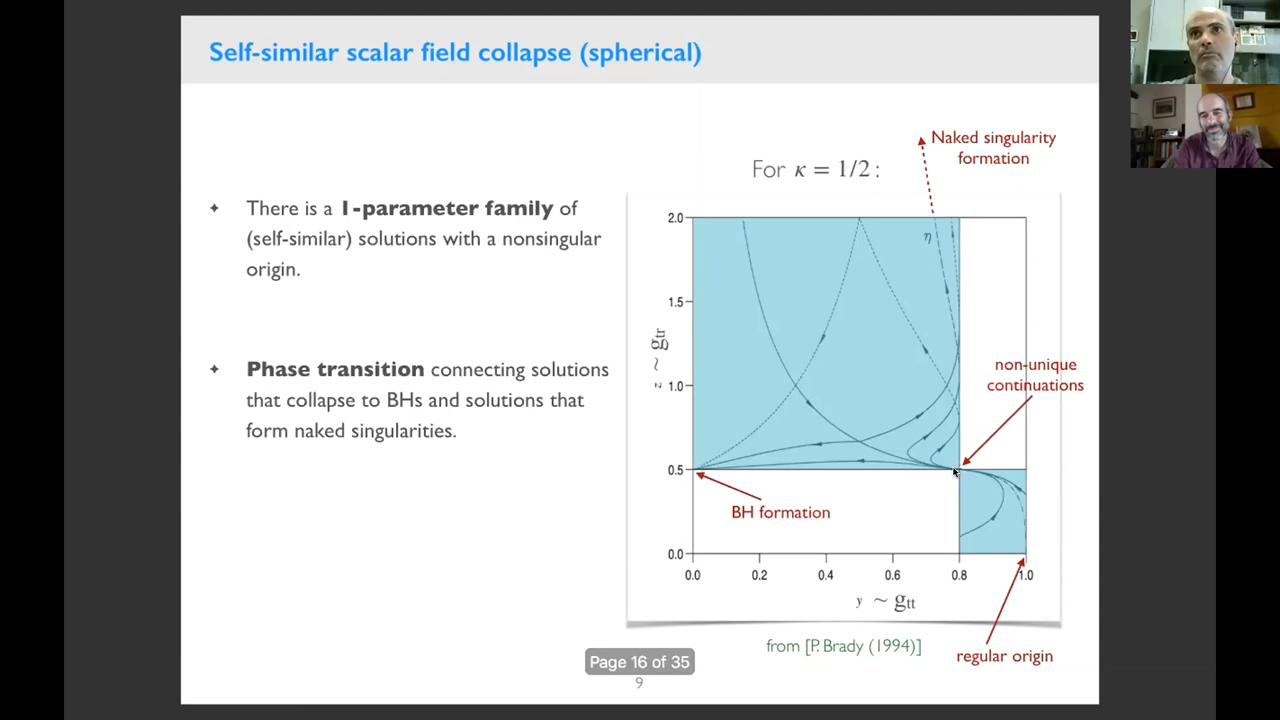 Self-similar scalar field collapse (spherical)
There is a 1-parameter family of
(self-similar) solutions with a nonsingular
origin.
Phase transition connecting solutions
that collapse to BHs and solutions that
form naked singularities.
For κ = 1/2 :
Naked singularity
formation
η
2.0
1.5
1.0
0.5
0.0
z ~ gtr
non-unique
continuations
BH formation
0.0 0.2 0.4 0.6 0.8 1.0
y ~ gtt
regular origin
from [P. Brady (1994)]
Page 16 of 35
9